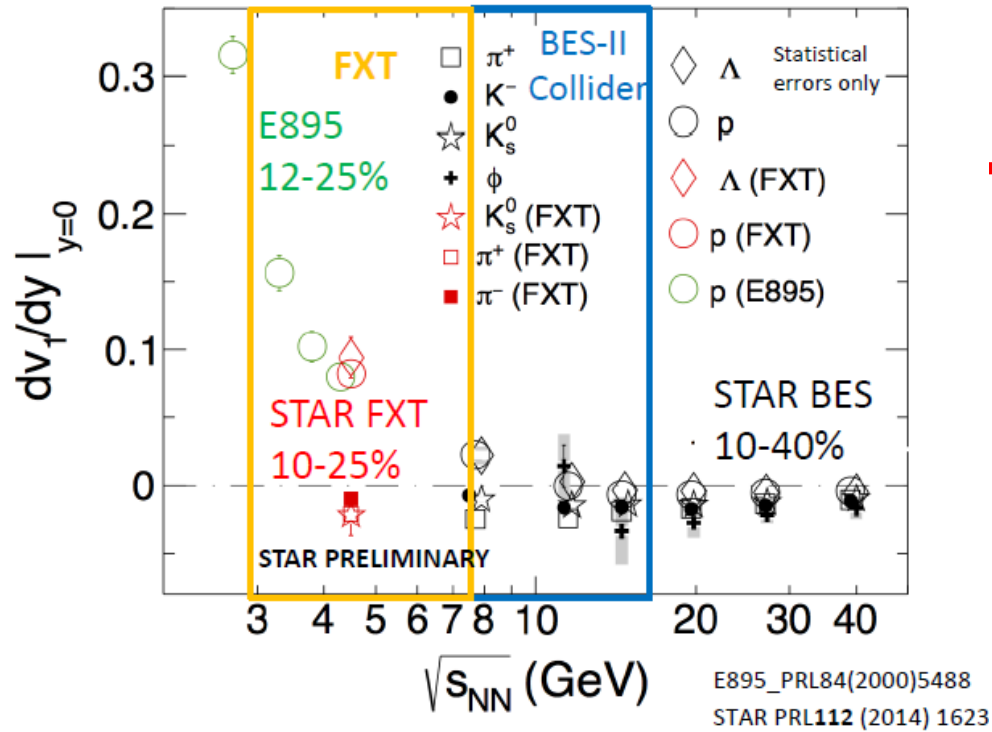 0.3
0.2
0.1
0
dv₁/dy |y=0
FXT
E895
12-25%
STAR FXT
10-25%
STAR PRELIMINARY
π⁺
K⁻
K⁰s
ϕ
K⁰s (FXT)
π⁺ (FXT)
π⁻ (FXT)
BES-II
Collider
Λ
p
Λ (FXT)
p (FXT)
p (E895)
Statistical
errors only
STAR BES
10-40%
3 4 5 6 7 8 10 20 30 40
√sNN (GeV)
E895_PRL84(2000)5488
STAR PRL112 (2014) 1623